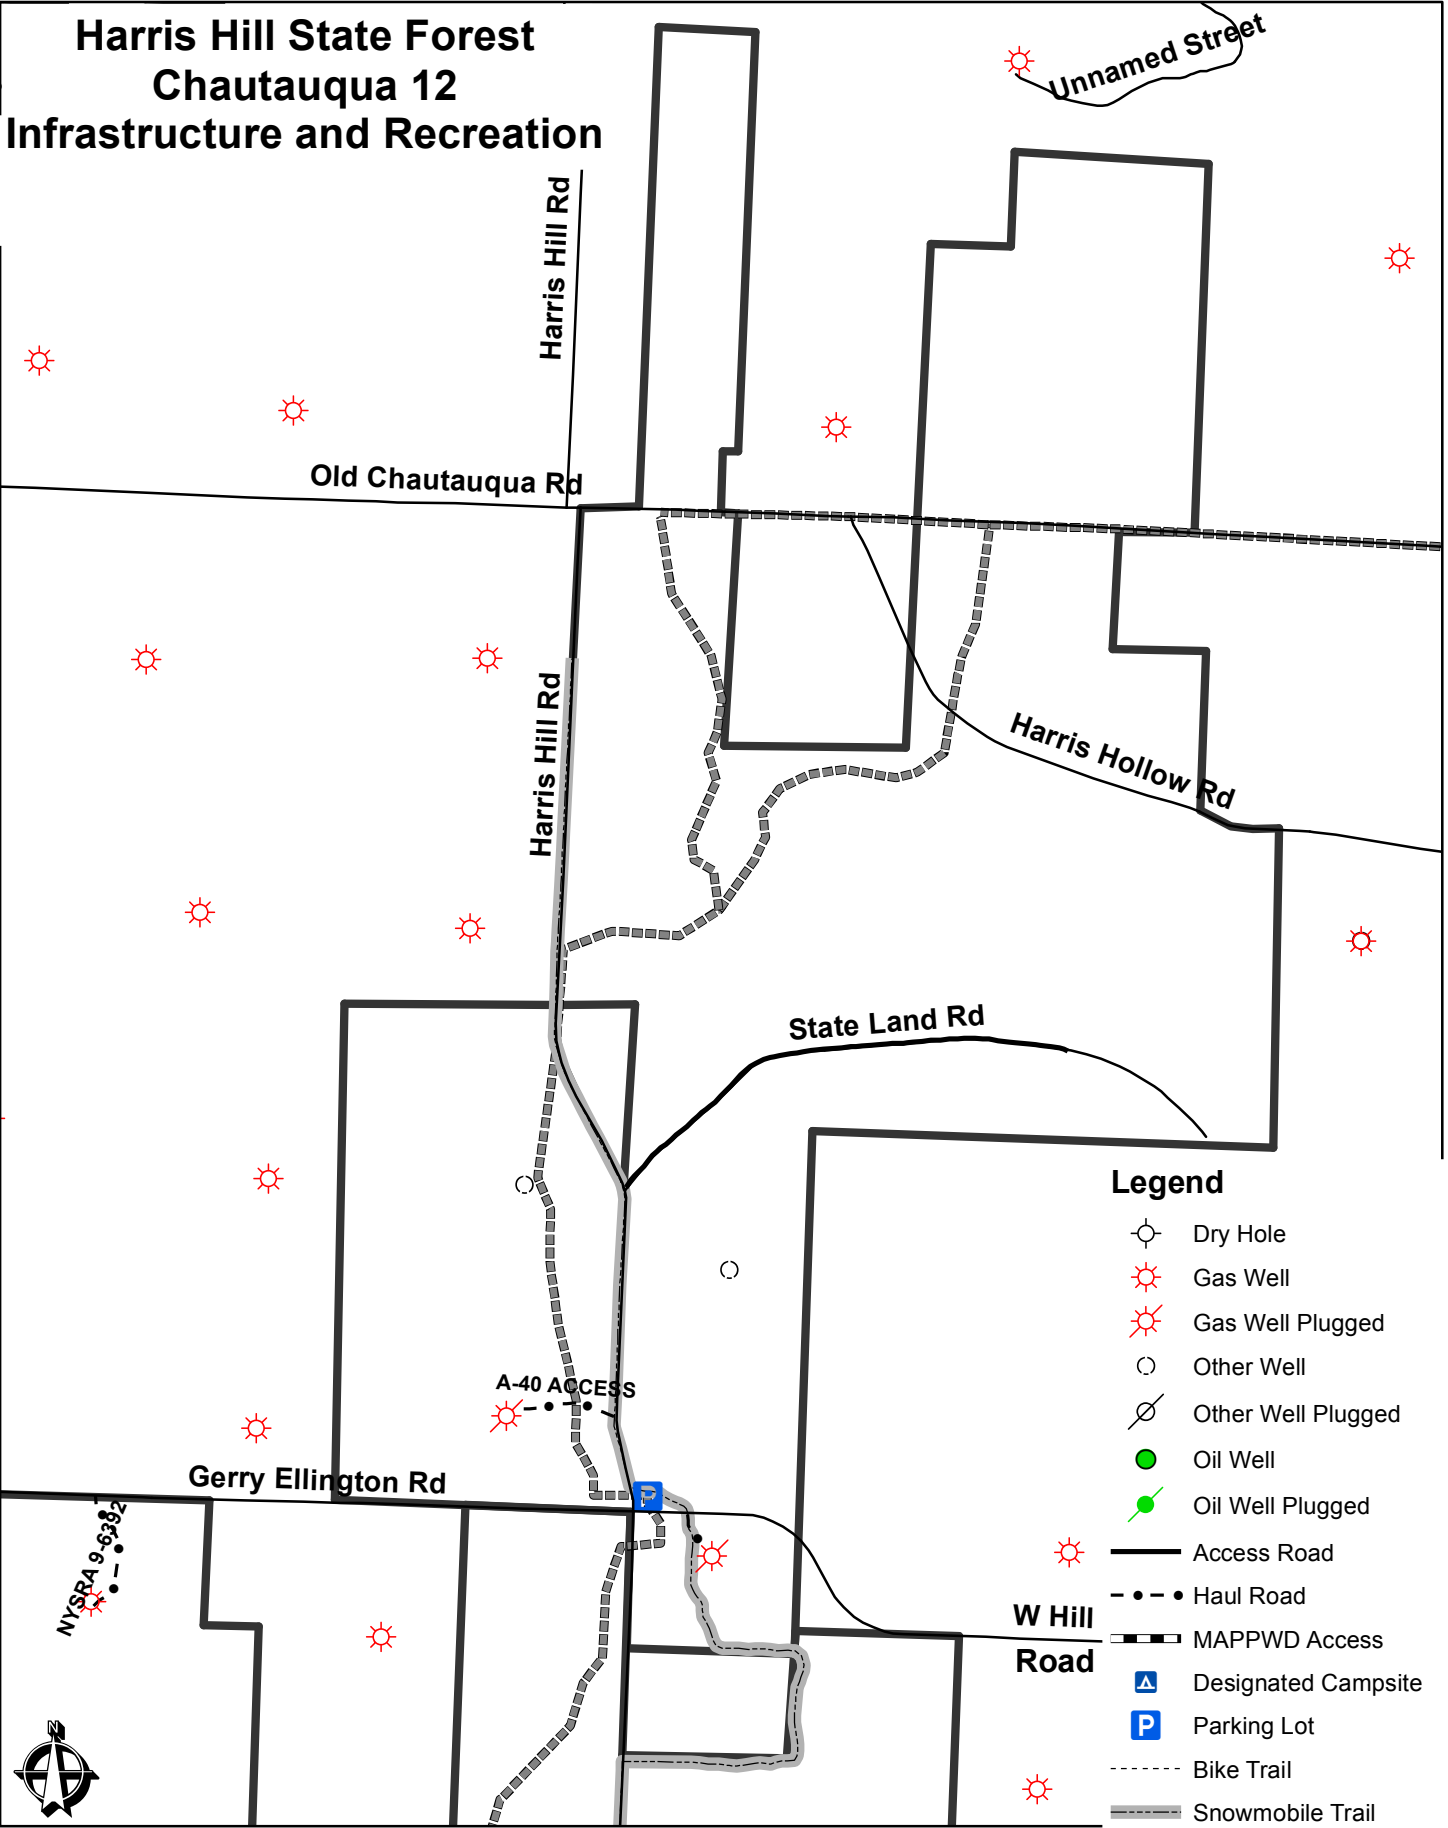 Harris Hill State Forest
Chautauqua 12
Infrastructure and Recreation
Unnamed Street
Harris Hill Rd
Old Chautauqua Rd
Harris Hill Rd
Harris Hollow Rd
State Land Rd
A-40 ACCESS
Gerry Ellington Rd
P
NYSRA 9-6392
W Hill
Road
N
Legend
Dry Hole
Gas Well
Gas Well Plugged
Other Well
Other Well Plugged
Oil Well
Oil Well Plugged
Access Road
Haul Road
MAPPWD Access
Designated Campsite
P Parking Lot
Bike Trail
Snowmobile Trail